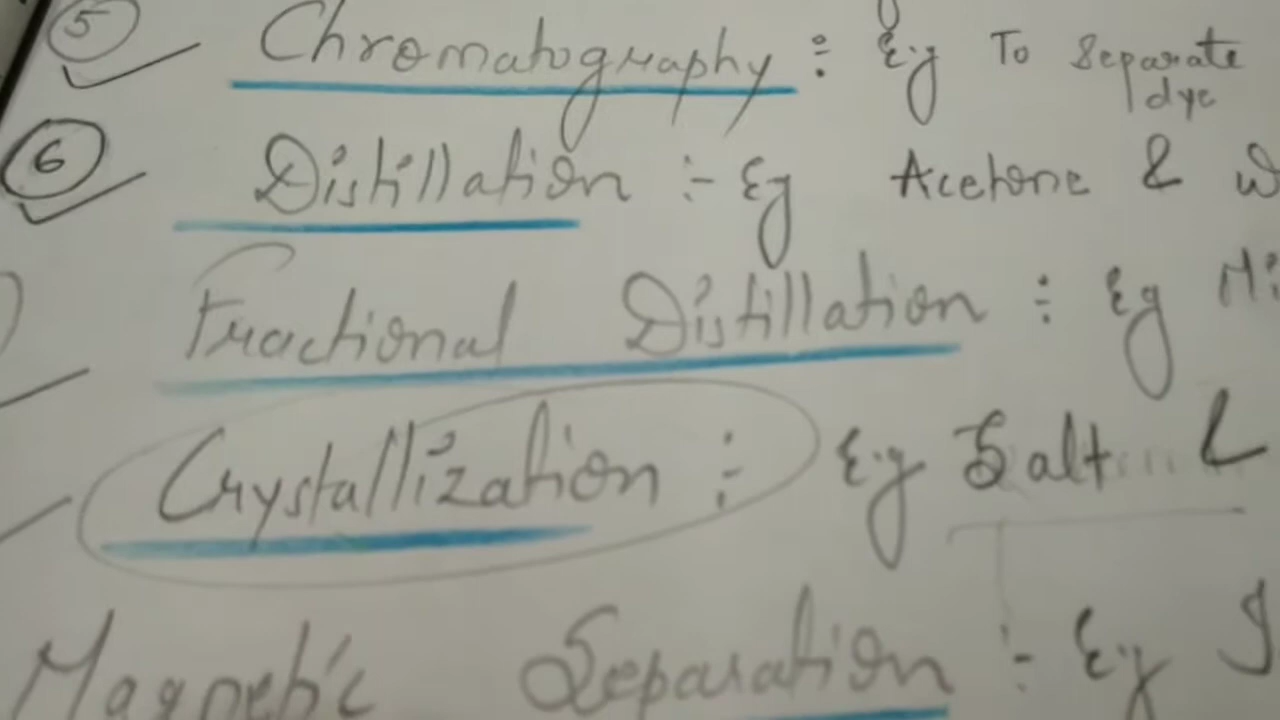 5 Chromatography :- Eg To Separate
dye
6 Distillation :- Eg Acetone &
Fractional Distillation :- Eg
Crystallization :- Eg Salt
Magnetic Separation :- Eg